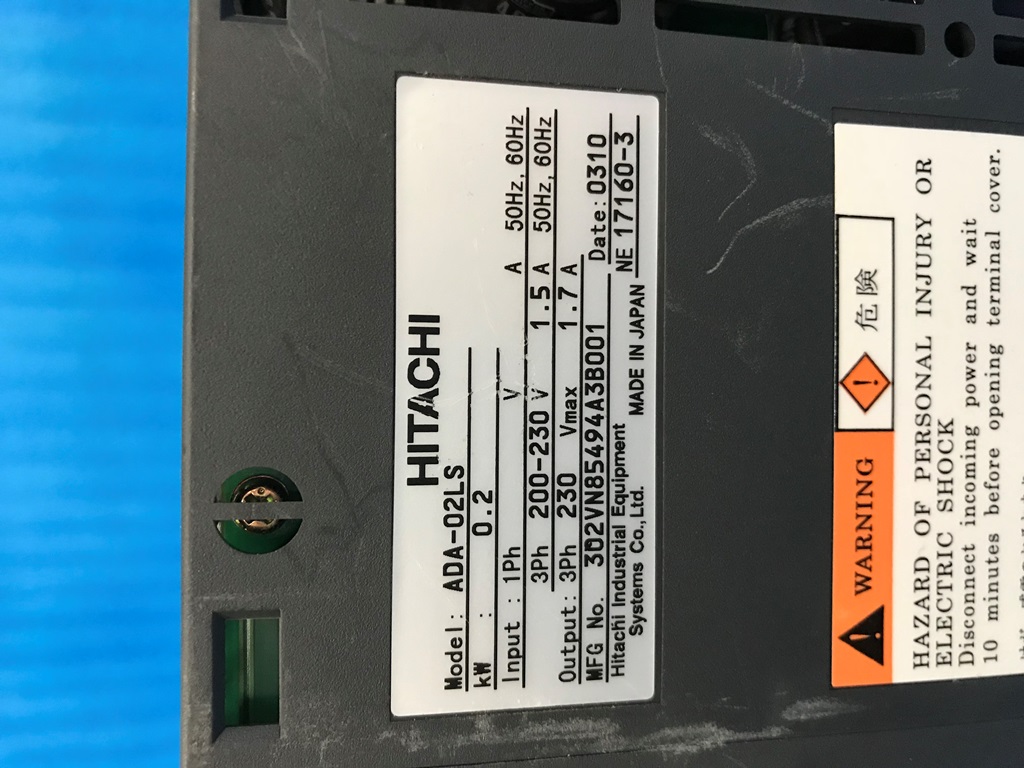 HITACHI
Model: ADA-02LS
kW : 0.2
Input : 1Ph V A 50Hz, 60Hz
3Ph 200-230 V 1.5 A 50Hz, 60Hz
Output: 3Ph 230 Vmax 1.7 A
MFG No. 3D2VN85494A3B001 Date: 0310
Hitachi Industrial Equipment
Systems Co., Ltd. MADE IN JAPAN NE 17160-3
WARNING 危険
HAZARD OF PERSONAL INJURY OR
ELECTRIC SHOCK
Disconnect incoming power and wait
10 minutes before opening terminal cover.